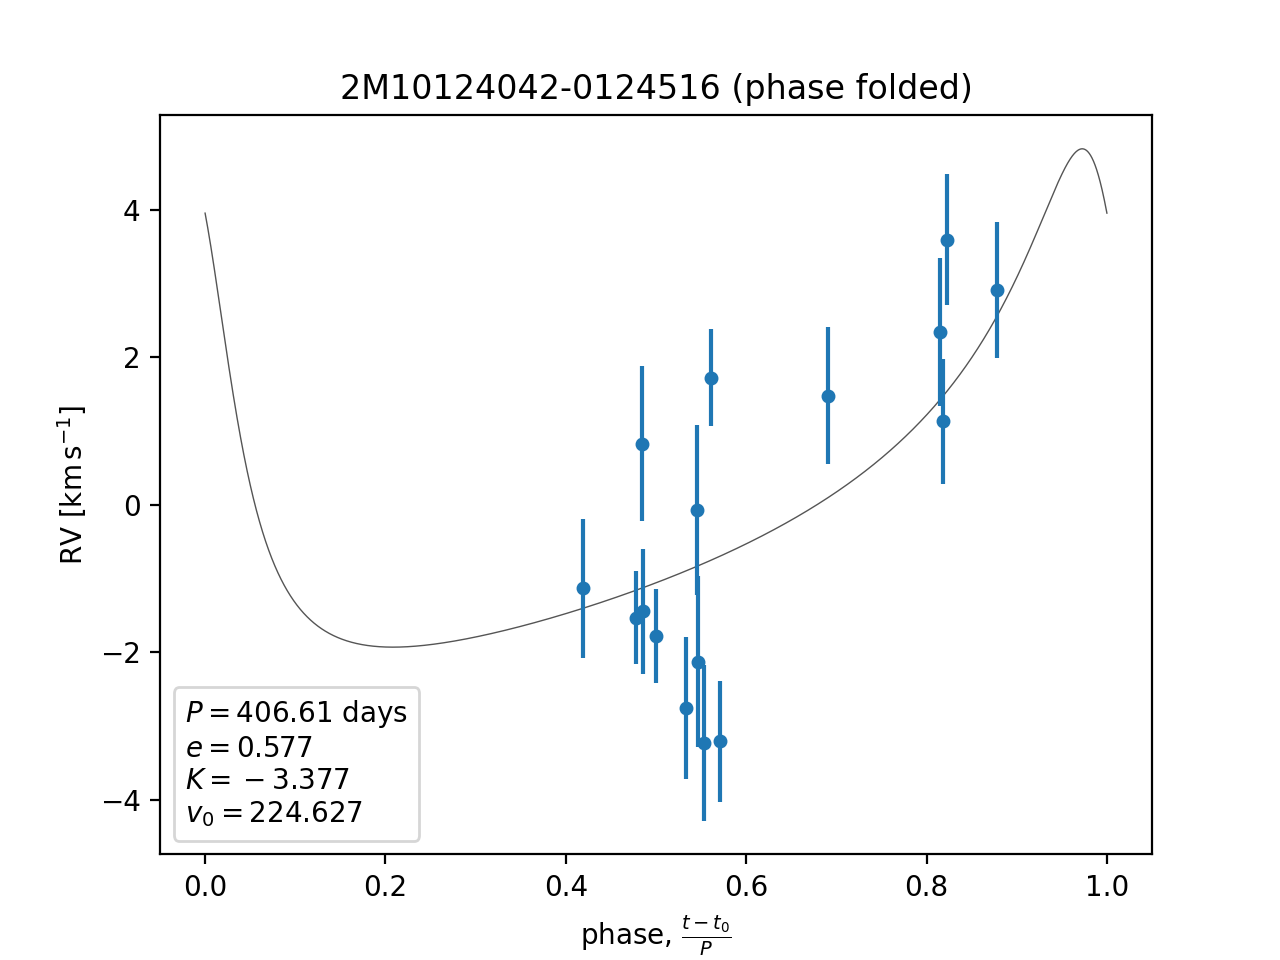 2M10124042-0124516 (phase folded)
4
2
0
−2
−4
RV [km s⁻¹]
P = 406.61 days
e = 0.577
K = −3.377
v₀ = 224.627
0.0 0.2 0.4 0.6 0.8 1.0
phase, (t − t₀)/P